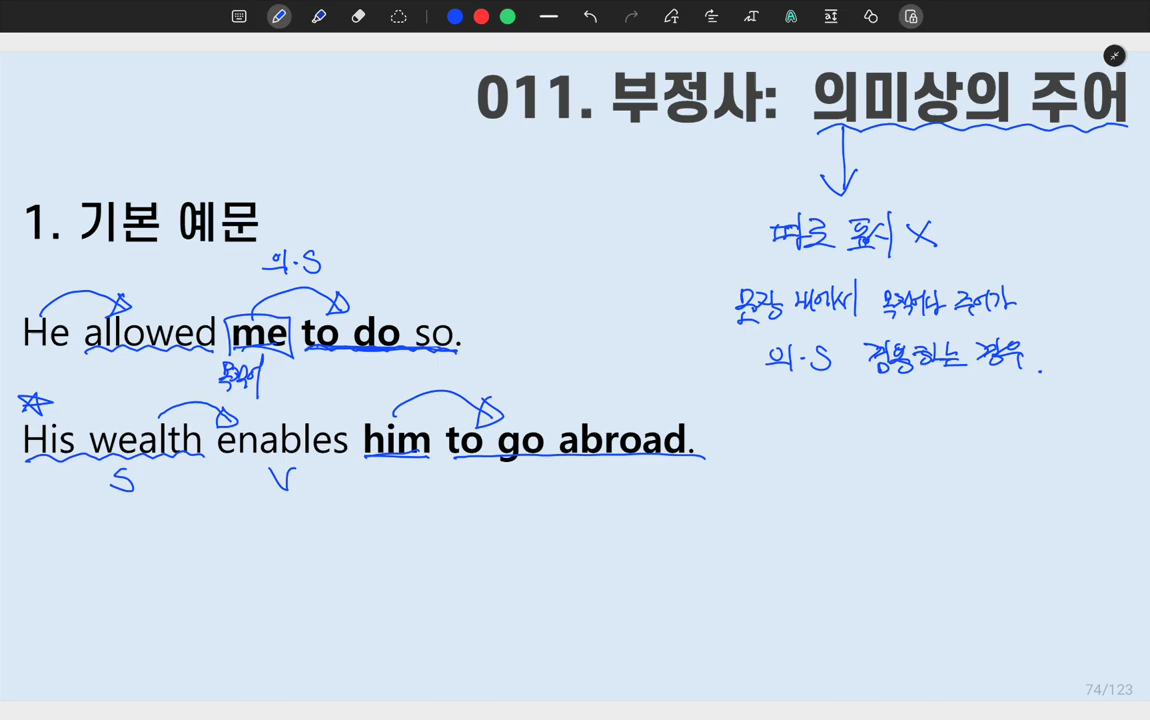 011. 부정사: 의미상의 주어
따로 표시 X
1. 기본 예문
의·S
문장 내에서 목적어나 주어가
He allowed me to do so.
의·S 겸용하는 경우.
목적어
His wealth enables him to go abroad.
S V
74/123